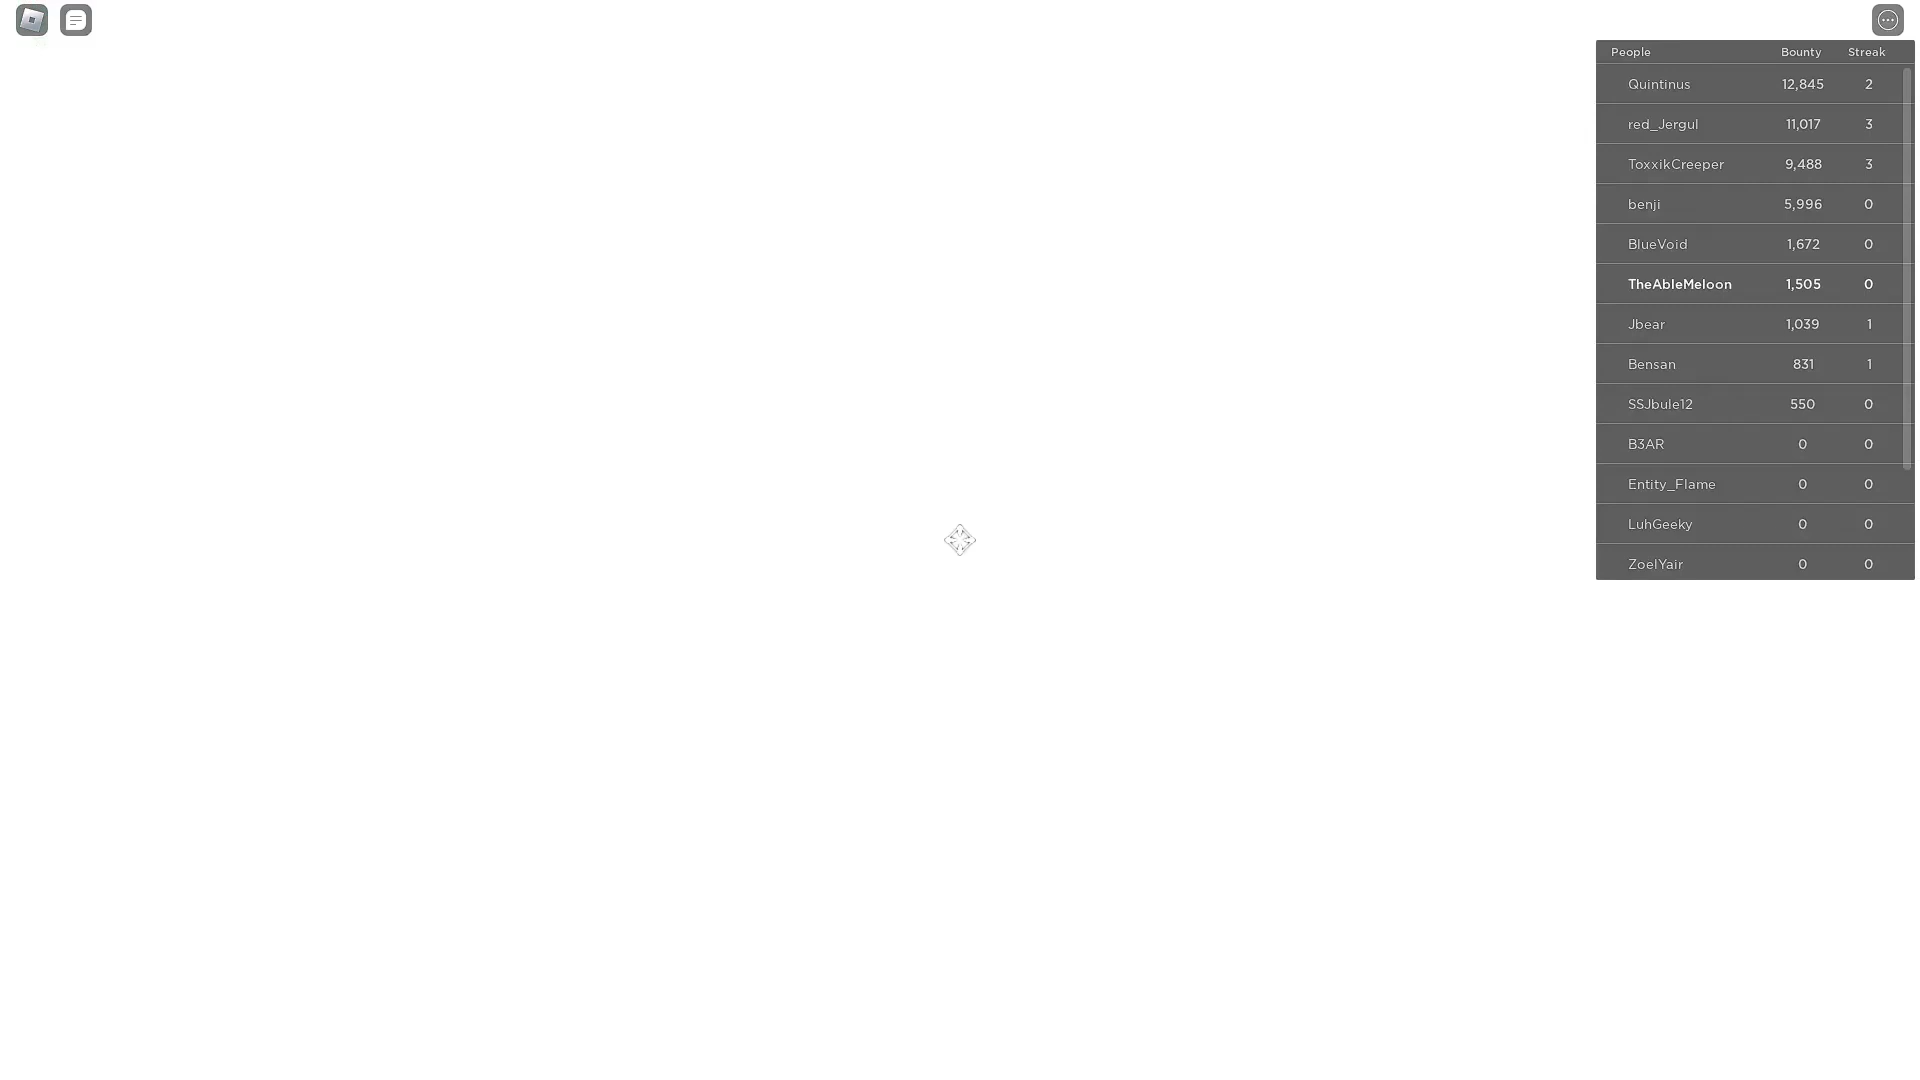 People Bounty Streak
Quintinus 12,845 2
red_Jergul 11,017 3
ToxxikCreeper 9,488 3
benji 5,996 0
BlueVoid 1,672 0
TheAbleMeloon 1,505 0
Jbear 1,039 1
Bensan 831 1
SSJbule12 550 0
B3AR 0 0
Entity_Flame 0 0
LuhGeeky 0 0
ZoelYair 0 0